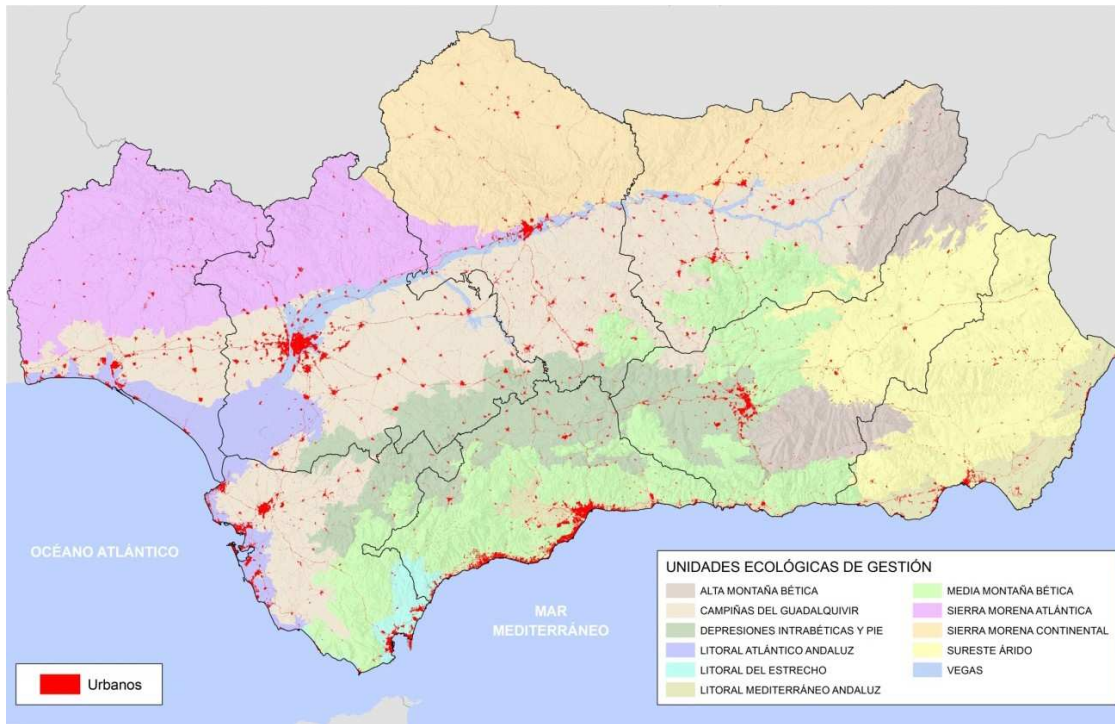 OCÉANO ATLÁNTICO
MAR
MEDITERRÁNEO
Urbanos
UNIDADES ECOLÓGICAS DE GESTIÓN
ALTA MONTAÑA BÉTICA
CAMPIÑAS DEL GUADALQUIVIR
DEPRESIONES INTRABÉTICAS Y PIE
LITORAL ATLÁNTICO ANDALUZ
LITORAL DEL ESTRECHO
LITORAL MEDITERRÁNEO ANDALUZ
MEDIA MONTAÑA BÉTICA
SIERRA MORENA ATLÁNTICA
SIERRA MORENA CONTINENTAL
SURESTE ÁRIDO
VEGAS